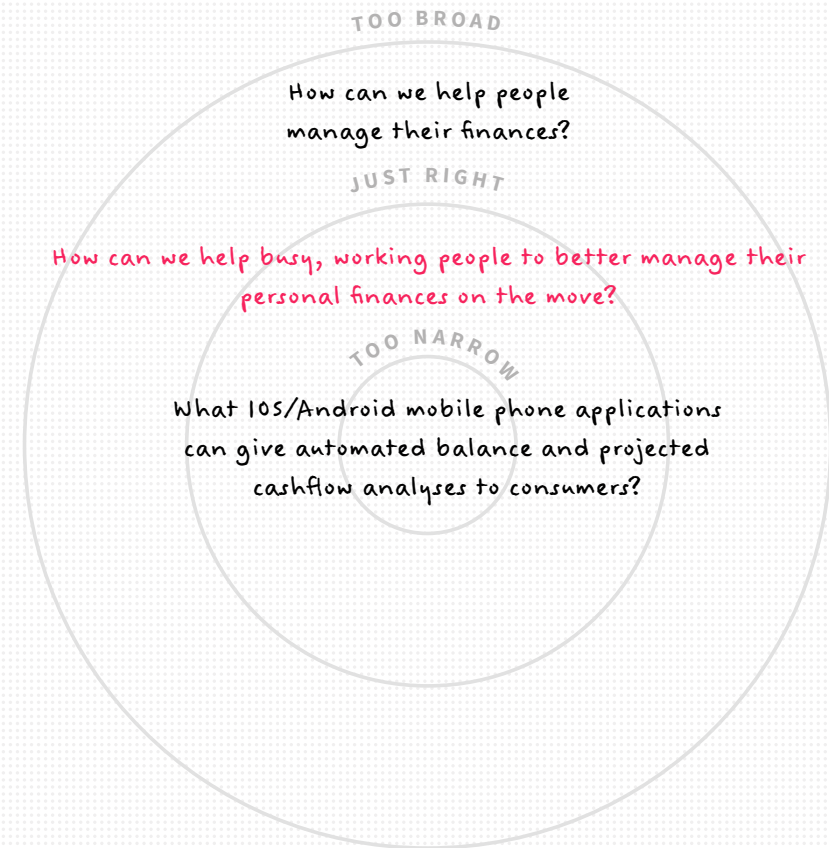 TOO BROAD
How can we help people
manage their finances?
JUST RIGHT
How can we help busy, working people to better manage their
personal finances on the move?
TOO NARROW
What IOS/Android mobile phone applications
can give automated balance and projected
cashflow analyses to consumers?